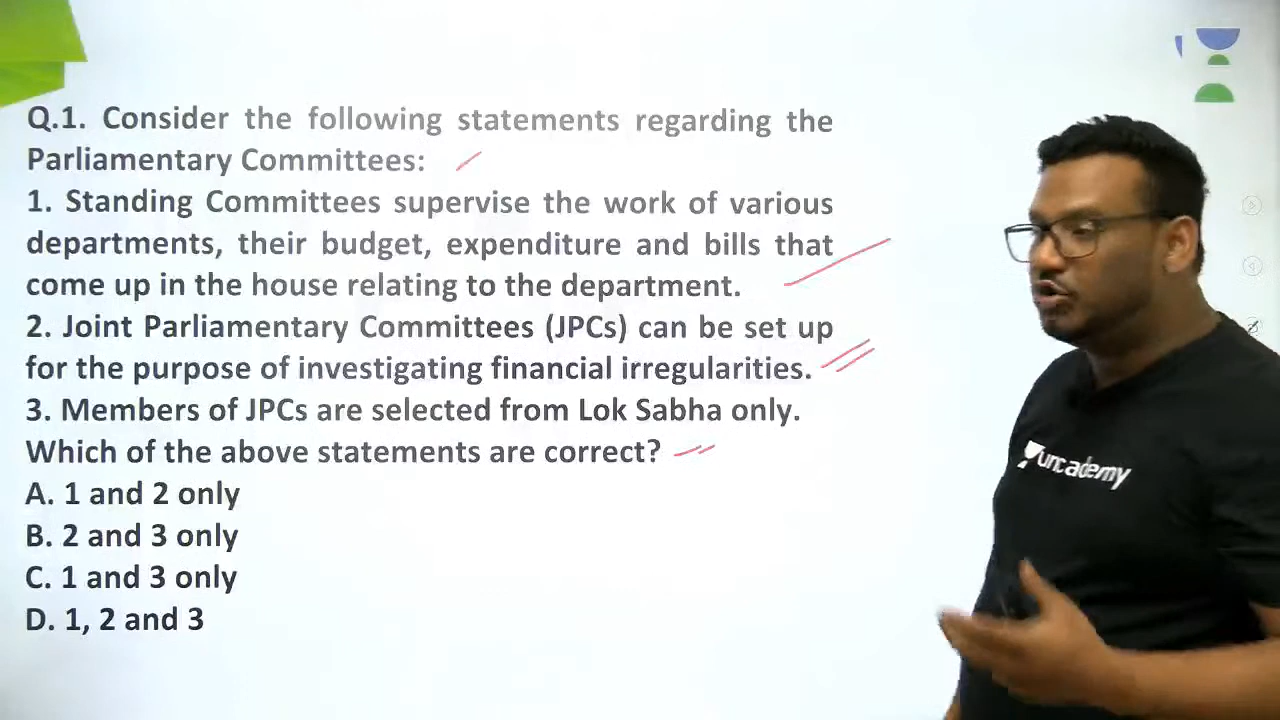 Q.1. Consider the following statements regarding the
Parliamentary Committees:
1. Standing Committees supervise the work of various
departments, their budget, expenditure and bills that
come up in the house relating to the department.
2. Joint Parliamentary Committees (JPCs) can be set up
for the purpose of investigating financial irregularities.
3. Members of JPCs are selected from Lok Sabha only.
Which of the above statements are correct?
A. 1 and 2 only
B. 2 and 3 only
C. 1 and 3 only
D. 1, 2 and 3
unacademy